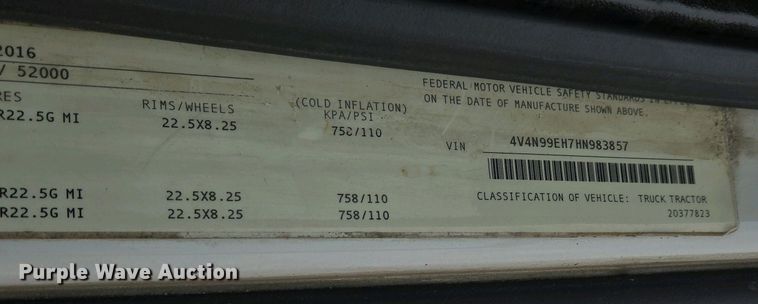 2016
/ 52000
RES RIMS/WHEELS (COLD INFLATION)
KPA/PSI
R22.5G MI 22.5X8.25 758/110
R22.5G MI 22.5X8.25 758/110
R22.5G MI 22.5X8.25 758/110
FEDERAL MOTOR VEHICLE SAFETY STANDARDS IN
ON THE DATE OF MANUFACTURE SHOWN ABOVE.
VIN 4V4N99EH7HN983857
CLASSIFICATION OF VEHICLE: TRUCK TRACTOR
20377823
Purple Wave Auction